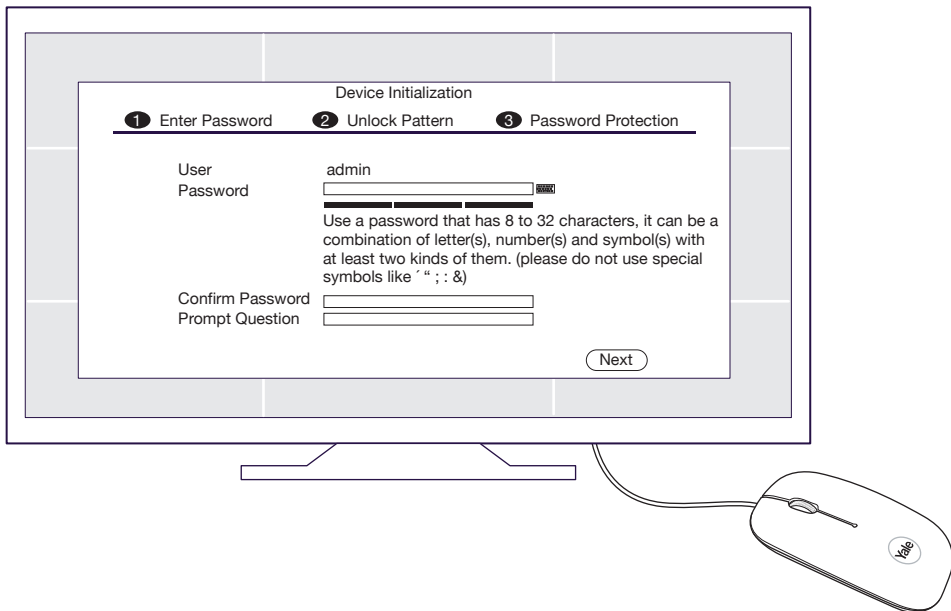 Device Initialization
1 Enter Password 2 Unlock Pattern 3 Password Protection
User admin
Password
Use a password that has 8 to 32 characters, it can be a
combination of letter(s), number(s) and symbol(s) with
at least two kinds of them. (please do not use special
symbols like ´ “ ; : &)
Confirm Password
Prompt Question
Next
Yale